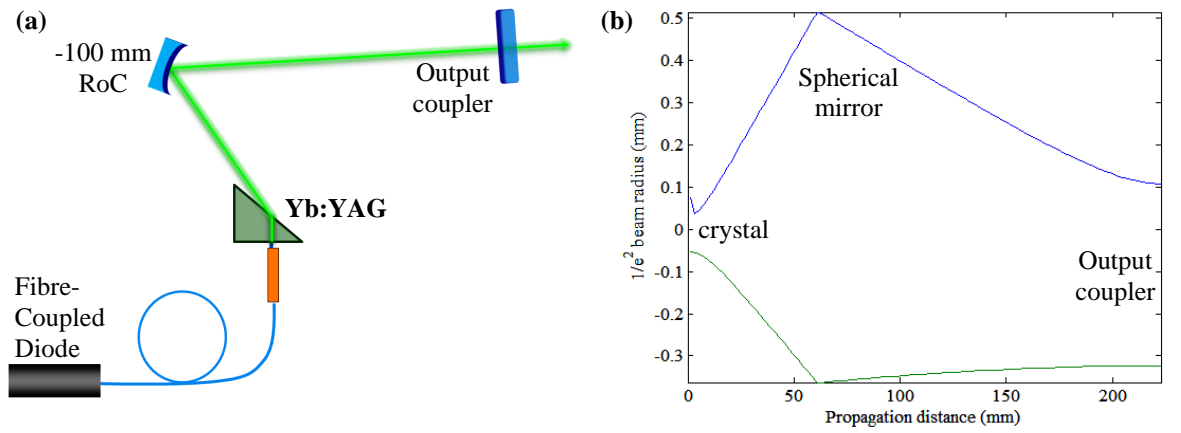 (a)
-100 mm
RoC
Output
coupler
Yb:YAG
Fibre-
Coupled
Diode
(b)
1/e² beam radius (mm)
0.5
0.4
0.3
0.2
0.1
0
-0.1
-0.2
-0.3
Spherical
mirror
crystal
Output
coupler
0
50
100
150
200
Propagation distance (mm)